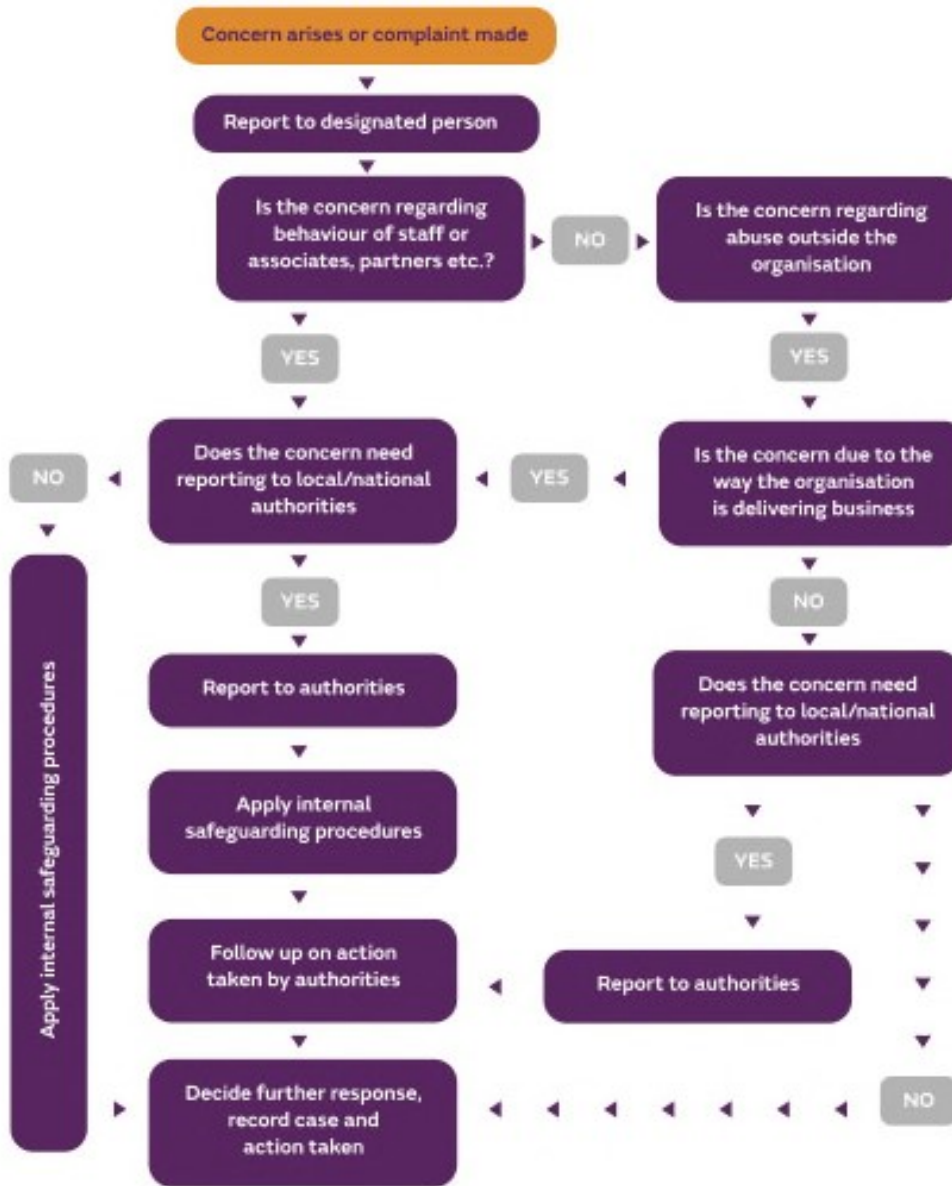 Concern arises or complaint made
Report to designated person
Is the concern regarding
behaviour of staff or
associates, partners etc.?
NO
Is the concern regarding
abuse outside the
organisation
YES
YES
Does the concern need
reporting to local/national
authorities
NO
YES
Is the concern due to the
way the organisation
is delivering business
YES
NO
Report to authorities
Does the concern need
reporting to local/national
authorities
Apply internal safeguarding procedures
Apply internal
safeguarding procedures
YES
Follow up on action
taken by authorities
Report to authorities
Decide further response,
record case and
action taken
NO